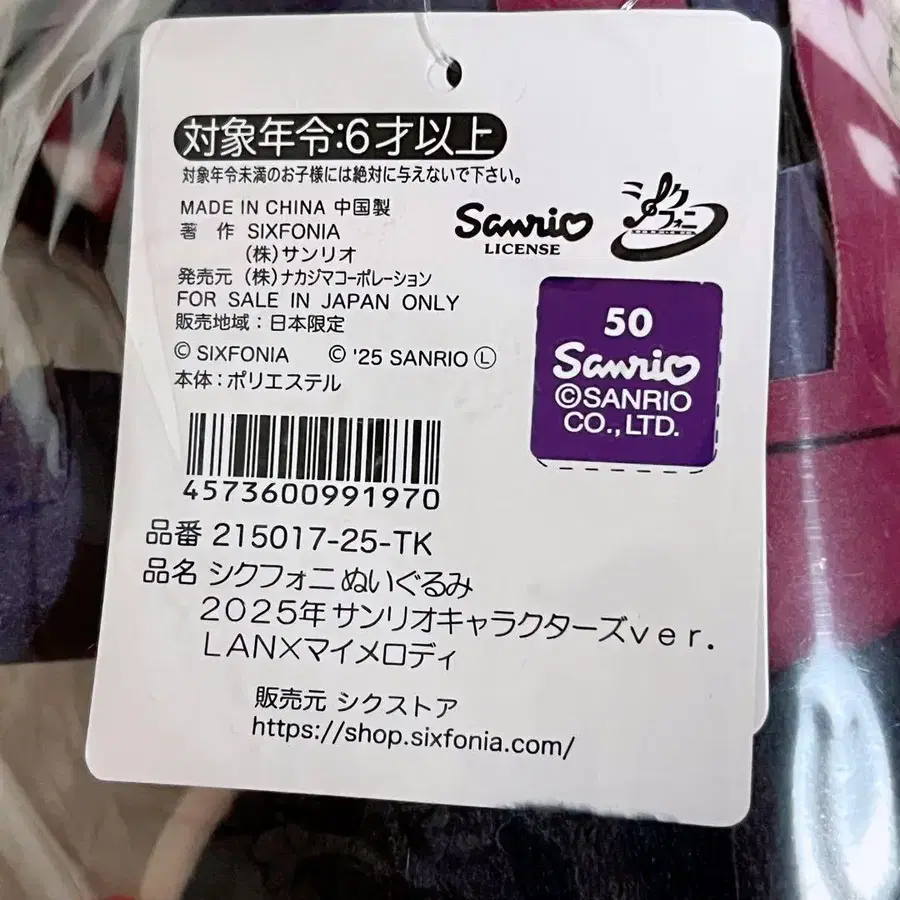 対象年令:6才以上
対象年令未満のお子様には絶対に与えないで下さい。
MADE IN CHINA 中国製
著 作 SIXFONIA
(株)サンリオ
発売元 (株)ナカジマコーポレーション
FOR SALE IN JAPAN ONLY
販売地域:日本限定
© SIXFONIA © '25 SANRIO Ⓛ
本体:ポリエステル
Sanrio
LICENSE
シクフォニ
50
Sanrio
©SANRIO
CO.,LTD.
4573600991970
品番 215017-25-TK
品名 シクフォニ ぬいぐるみ
2025年 サンリオキャラクターズver.
LAN×マイメロディ
販売元 シクストア
https://shop.sixfonia.com/